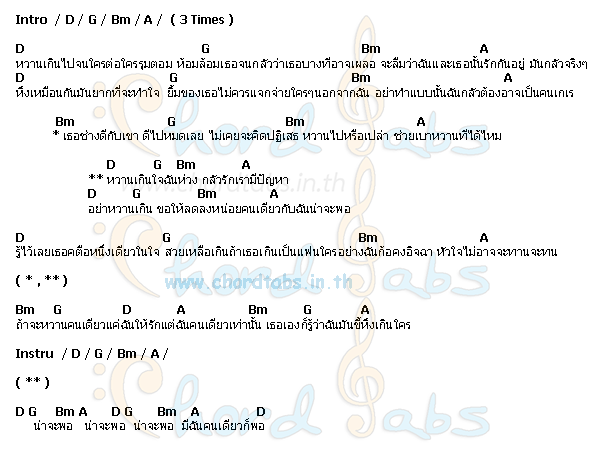 Intro / D / G / Bm / A / ( 3 Times )
D G Bm A
หวานเกินไปจนใครต่อใครรุมตอม ห้อมล้อมเธอจนกลัวว่าเธอบางทีอาจเผลอ จะลืมว่าฉันและเธอนั้นรักกันอยู่ มันกลัวจริงๆ
D G Bm A
หึงเหมือนกันมันยากที่จะทำใจ ยิ้มของเธอไม่ควรแจกจ่ายใครๆนอกจากฉัน อย่าทำแบบนั้นฉันกลัวต้องอาจเป็นคนเกเร
Bm G Bm A
* เธอช่างดีกับเขา ดีไปหมดเลย ไม่เคยจะคิดปฏิเสธ หวานไปหรือเปล่า ช่วยเบาหวานที่ได้ไหม
D G Bm A
** หวานเกินใจฉันห่วง กลัวรักเรามีปัญหา
D G Bm A
อย่าหวานเกิน ขอให้ลดลงหน่อยคนเดียวกับฉันน่าจะพอ
D G Bm A
รู้ไว้เลยเธอคือหนึ่งเดียวในใจ สวยเหลือเกินถ้าเธอเกินเป็นแฟนใครอย่างฉันก้อคงอิจฉา หัวใจไม่อาจจะทานจะทน
( * , ** )
www.chordtabs.in.th
Bm G D A Bm G A
ถ้าจะหวานคนเดียวแค่ฉันให้รักแต่ฉันคนเดียวเท่านั้น เธอเองก็รู้ว่าฉันมันขี้หึงเกินใคร
Instru / D / G / Bm / A /
( ** )
D G Bm A D G Bm A D
น่าจะพอ น่าจะพอ น่าจะพอ มีฉันคนเดียวก็พอ